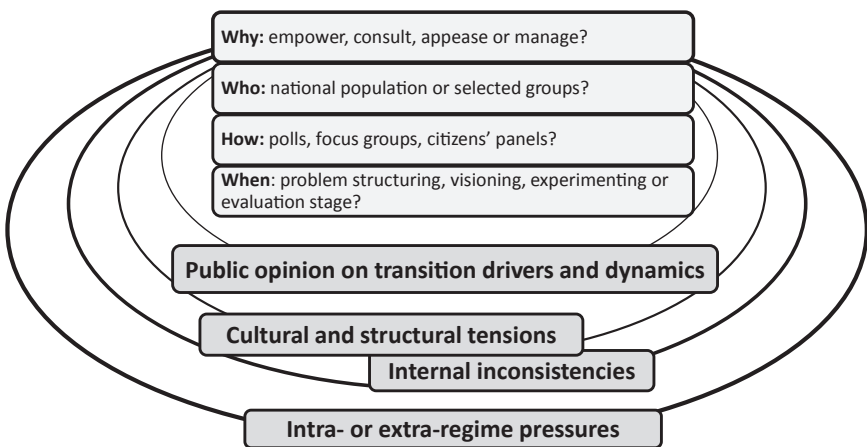 Why: empower, consult, appease or manage?
Who: national population or selected groups?
How: polls, focus groups, citizens’ panels?
When: problem structuring, visioning, experimenting or
evaluation stage?
Public opinion on transition drivers and dynamics
Cultural and structural tensions
Internal inconsistencies
Intra- or extra-regime pressures